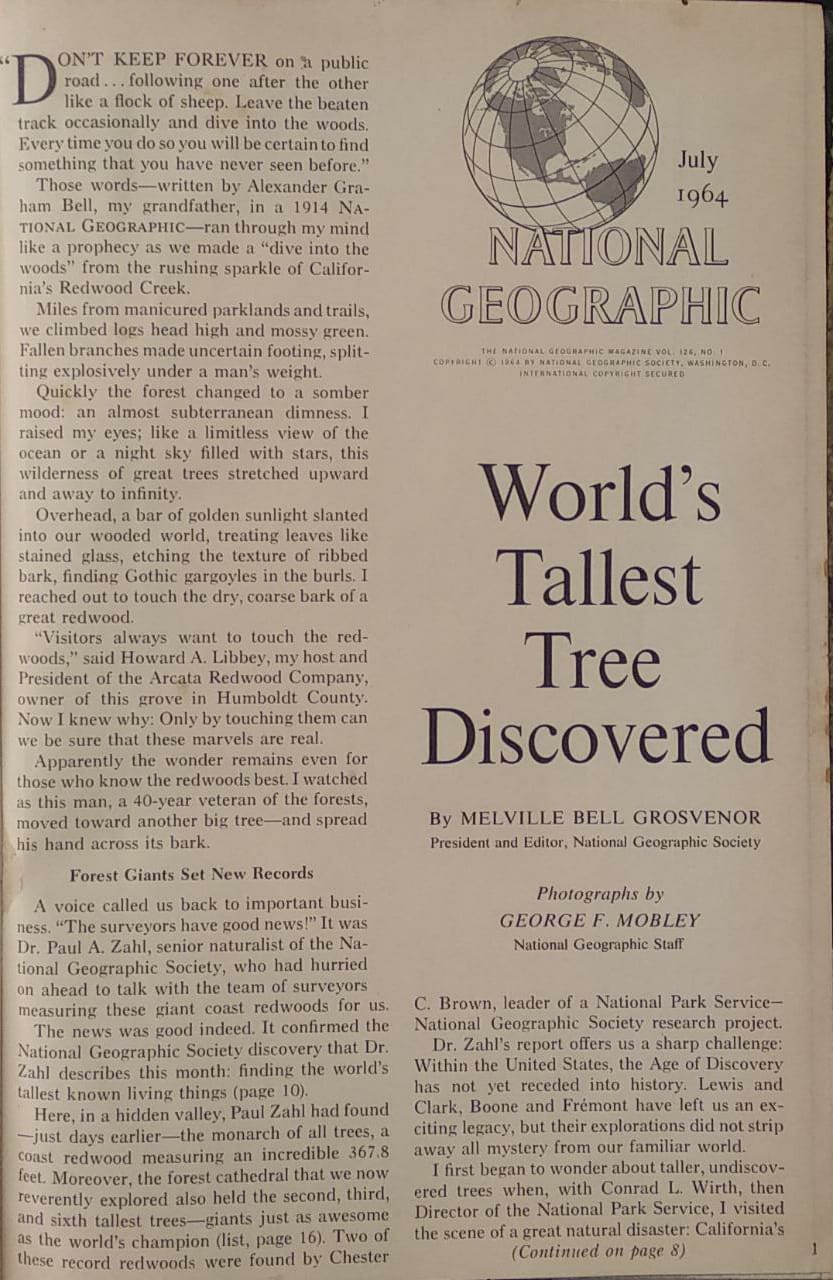 “DON’T KEEP FOREVER on a public
road...following one after the other
like a flock of sheep. Leave the beaten
track occasionally and dive into the woods.
Every time you do so you will be certain to find
something that you have never seen before.”
Those words—written by Alexander Gra-
ham Bell, my grandfather, in a 1914 NA-
TIONAL GEOGRAPHIC—ran through my mind
like a prophecy as we made a “dive into the
woods” from the rushing sparkle of Califor-
nia’s Redwood Creek.
Miles from manicured parklands and trails,
we climbed logs head high and mossy green.
Fallen branches made uncertain footing, split-
ting explosively under a man’s weight.
Quickly the forest changed to a somber
mood: an almost subterranean dimness. I
raised my eyes; like a limitless view of the
ocean or a night sky filled with stars, this
wilderness of great trees stretched upward
and away to infinity.
Overhead, a bar of golden sunlight slanted
into our wooded world, treating leaves like
stained glass, etching the texture of ribbed
bark, finding Gothic gargoyles in the burls. I
reached out to touch the dry, coarse bark of a
great redwood.
“Visitors always want to touch the red-
woods,” said Howard A. Libbey, my host and
President of the Arcata Redwood Company,
owner of this grove in Humboldt County.
Now I knew why: Only by touching them can
we be sure that these marvels are real.
Apparently the wonder remains even for
those who know the redwoods best. I watched
as this man, a 40-year veteran of the forests,
moved toward another big tree—and spread
his hand across its bark.
Forest Giants Set New Records
A voice called us back to important busi-
ness. “The surveyors have good news!” It was
Dr. Paul A. Zahl, senior naturalist of the Na-
tional Geographic Society, who had hurried
on ahead to talk with the team of surveyors
measuring these giant coast redwoods for us.
The news was good indeed. It confirmed the
National Geographic Society discovery that Dr.
Zahl describes this month: finding the world’s
tallest known living things (page 10).
Here, in a hidden valley, Paul Zahl had found
—just days earlier—the monarch of all trees, a
coast redwood measuring an incredible 367.8
feet. Moreover, the forest cathedral that we now
reverently explored also held the second, third,
and sixth tallest trees—giants just as awesome
as the world’s champion (list, page 16). Two of
these record redwoods were found by Chester
July
1964
NATIONAL
GEOGRAPHIC
THE NATIONAL GEOGRAPHIC MAGAZINE VOL. 126, NO. 1
COPYRIGHT © 1964 BY NATIONAL GEOGRAPHIC SOCIETY, WASHINGTON, D.C.
INTERNATIONAL COPYRIGHT SECURED
World’s
Tallest
Tree
Discovered
By MELVILLE BELL GROSVENOR
President and Editor, National Geographic Society
Photographs by
GEORGE F. MOBLEY
National Geographic Staff
C. Brown, leader of a National Park Service–
National Geographic Society research project.
Dr. Zahl’s report offers us a sharp challenge:
Within the United States, the Age of Discovery
has not yet receded into history. Lewis and
Clark, Boone and Frémont have left us an ex-
citing legacy, but their explorations did not strip
away all mystery from our familiar world.
I first began to wonder about taller, undiscov-
ered trees when, with Conrad L. Wirth, then
Director of the National Park Service, I visited
the scene of a great natural disaster: California’s
(Continued on page 8)
1